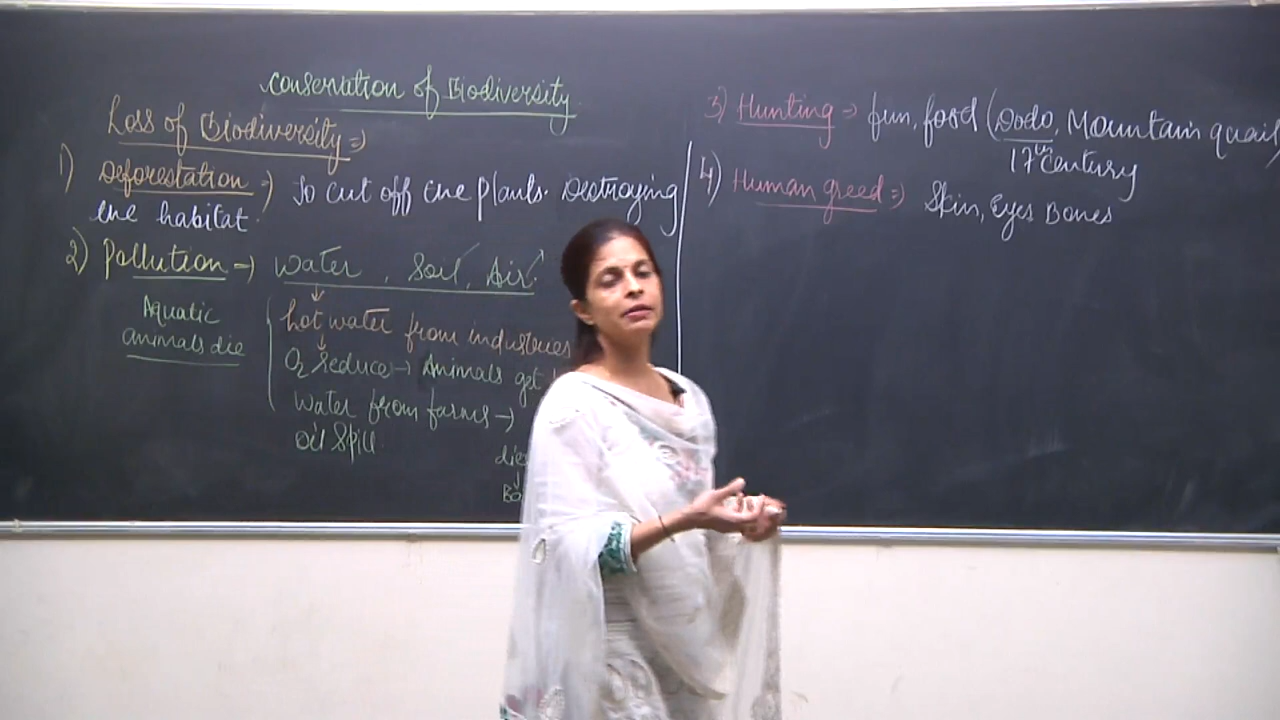 Conservation of Biodiversity
Loss of Biodiversity ⇒
1) Deforestation ⇒ To cut off the plants. Destroying
the habitat.
2) Pollution → water, Soil, Air.
Aquatic
animals die
hot water from industries
O2 reduce → Animals get
water from farms →
oil Spill
3) Hunting ⇒ fun, food (Dodo, Mountain quail)
17th century
4) Human greed ⇒ Skin, Eyes Bones